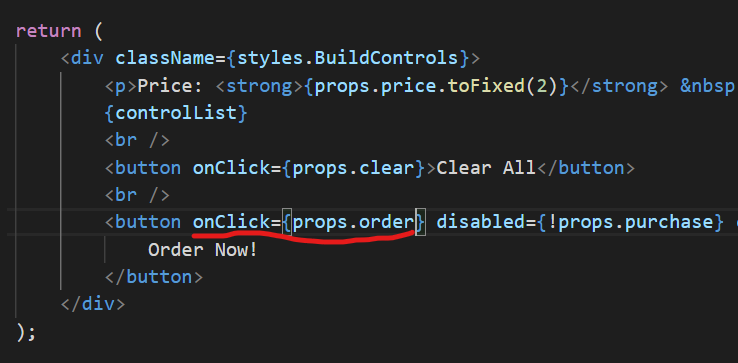 return (
<div className={styles.BuildControls}>
<p>Price: <strong>{props.price.toFixed(2)}</strong> &nbsp
{controlList}
<br />
<button onClick={props.clear}>Clear All</button>
<br />
<button onClick={props.order} disabled={!props.purchase}
Order Now!
</button>
</div>
);